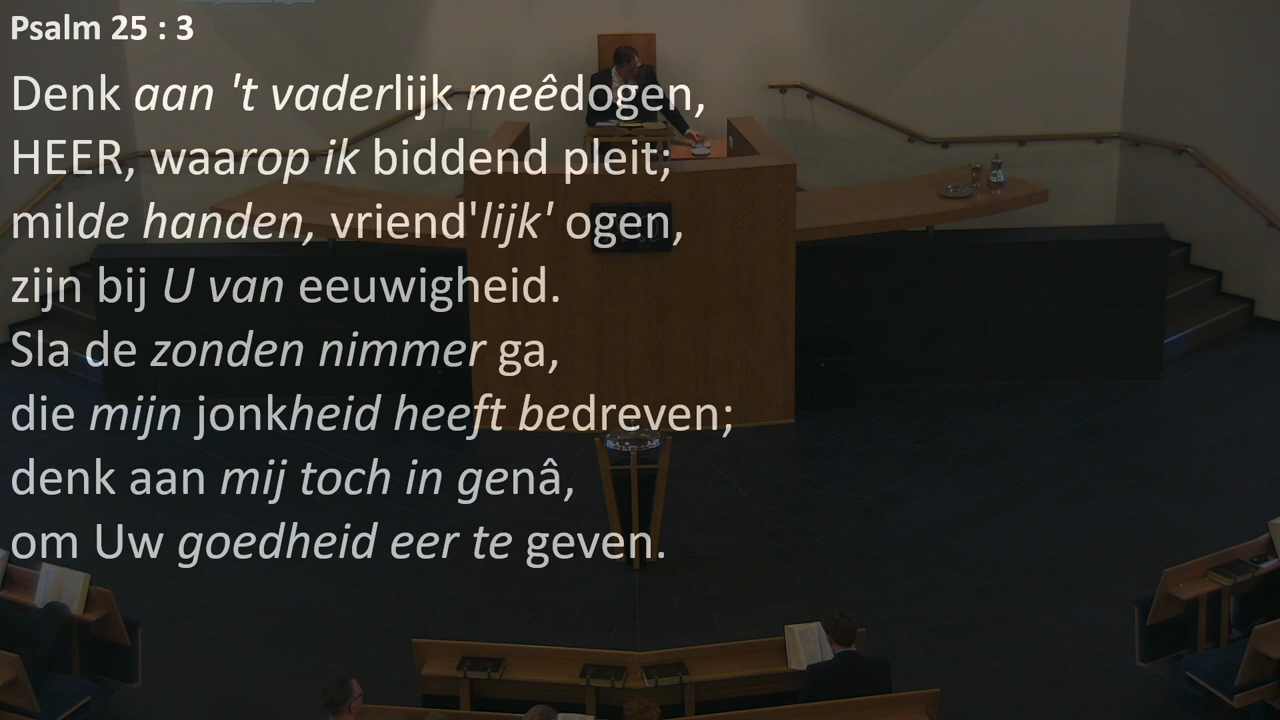 Psalm 25 : 3
Denk aan 't vaderlijk meêdogen,
HEER, waarop ik biddend pleit;
milde handen, vriend'lijk' ogen,
zijn bij U van eeuwigheid.
Sla de zonden nimmer ga,
die mijn jonkheid heeft bedreven;
denk aan mij toch in genâ,
om Uw goedheid eer te geven.